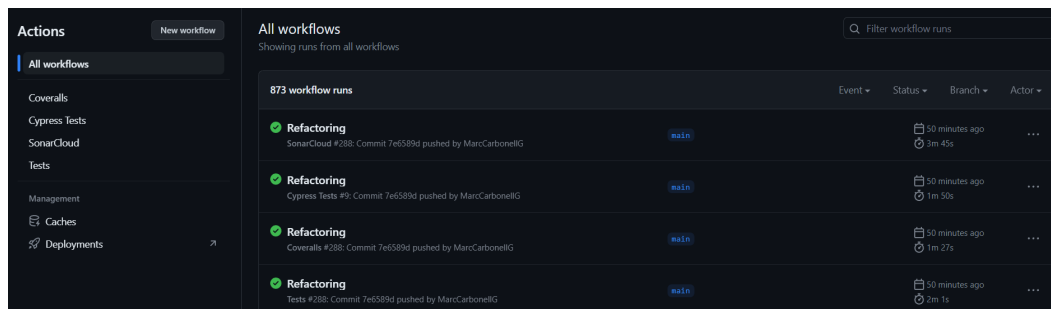 Actions
New workflow
All workflows
Coveralls
Cypress Tests
SonarCloud
Tests
Management
Caches
Deployments
All workflows
Showing runs from all workflows
Filter workflow runs
873 workflow runs
Event
Status
Branch
Actor
Refactoring
SonarCloud #288: Commit 7e6589d pushed by MarcCarbonellG
main
50 minutes ago
3m 45s
Refactoring
Cypress Tests #9: Commit 7e6589d pushed by MarcCarbonellG
main
50 minutes ago
1m 50s
Refactoring
Coveralls #288: Commit 7e6589d pushed by MarcCarbonellG
main
50 minutes ago
1m 27s
Refactoring
Tests #288: Commit 7e6589d pushed by MarcCarbonellG
main
50 minutes ago
2m 1s